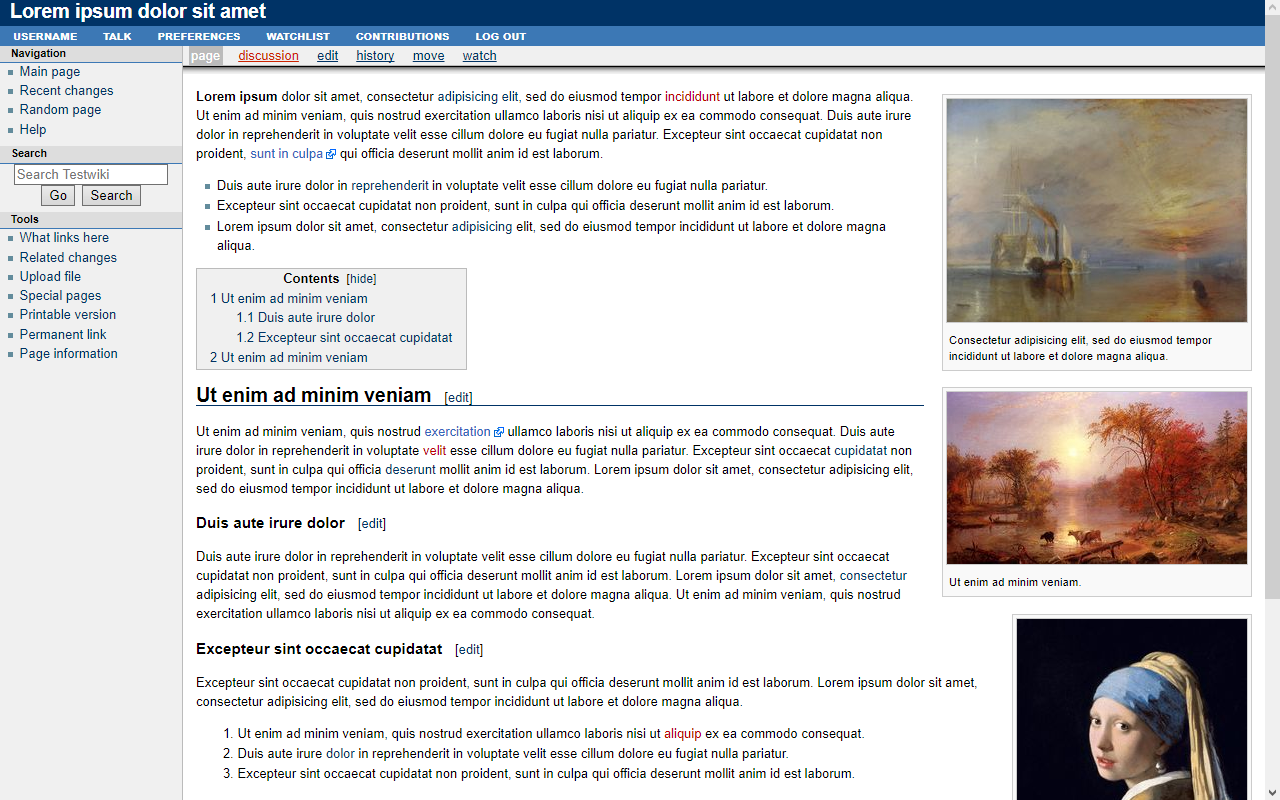 Lorem ipsum dolor sit amet
USERNAME TALK PREFERENCES WATCHLIST CONTRIBUTIONS LOG OUT
Navigation
Main page
Recent changes
Random page
Help
Search
Search Testwiki
Go Search
Tools
What links here
Related changes
Upload file
Special pages
Printable version
Permanent link
Page information
page discussion edit history move watch
Lorem ipsum dolor sit amet, consectetur adipisicing elit, sed do eiusmod tempor incididunt ut labore et dolore magna aliqua.
Ut enim ad minim veniam, quis nostrud exercitation ullamco laboris nisi ut aliquip ex ea commodo consequat. Duis aute irure
dolor in reprehenderit in voluptate velit esse cillum dolore eu fugiat nulla pariatur. Excepteur sint occaecat cupidatat non
proident, sunt in culpa qui officia deserunt mollit anim id est laborum.
Duis aute irure dolor in reprehenderit in voluptate velit esse cillum dolore eu fugiat nulla pariatur.
Excepteur sint occaecat cupidatat non proident, sunt in culpa qui officia deserunt mollit anim id est laborum.
Lorem ipsum dolor sit amet, consectetur adipisicing elit, sed do eiusmod tempor incididunt ut labore et dolore magna
aliqua.
Contents [hide]
1 Ut enim ad minim veniam
1.1 Duis aute irure dolor
1.2 Excepteur sint occaecat cupidatat
2 Ut enim ad minim veniam
Consectetur adipisicing elit, sed do eiusmod tempor
incididunt ut labore et dolore magna aliqua.
Ut enim ad minim veniam [edit]
Ut enim ad minim veniam, quis nostrud exercitation ullamco laboris nisi ut aliquip ex ea commodo consequat. Duis aute
irure dolor in reprehenderit in voluptate velit esse cillum dolore eu fugiat nulla pariatur. Excepteur sint occaecat cupidatat non
proident, sunt in culpa qui officia deserunt mollit anim id est laborum. Lorem ipsum dolor sit amet, consectetur adipisicing elit,
sed do eiusmod tempor incididunt ut labore et dolore magna aliqua.
Ut enim ad minim veniam.
Duis aute irure dolor [edit]
Duis aute irure dolor in reprehenderit in voluptate velit esse cillum dolore eu fugiat nulla pariatur. Excepteur sint occaecat
cupidatat non proident, sunt in culpa qui officia deserunt mollit anim id est laborum. Lorem ipsum dolor sit amet, consectetur
adipisicing elit, sed do eiusmod tempor incididunt ut labore et dolore magna aliqua. Ut enim ad minim veniam, quis nostrud
exercitation ullamco laboris nisi ut aliquip ex ea commodo consequat.
Excepteur sint occaecat cupidatat [edit]
Excepteur sint occaecat cupidatat non proident, sunt in culpa qui officia deserunt mollit anim id est laborum. Lorem ipsum dolor sit amet,
consectetur adipisicing elit, sed do eiusmod tempor incididunt ut labore et dolore magna aliqua.
1. Ut enim ad minim veniam, quis nostrud exercitation ullamco laboris nisi ut aliquip ex ea commodo consequat.
2. Duis aute irure dolor in reprehenderit in voluptate velit esse cillum dolore eu fugiat nulla pariatur.
3. Excepteur sint occaecat cupidatat non proident, sunt in culpa qui officia deserunt mollit anim id est laborum.